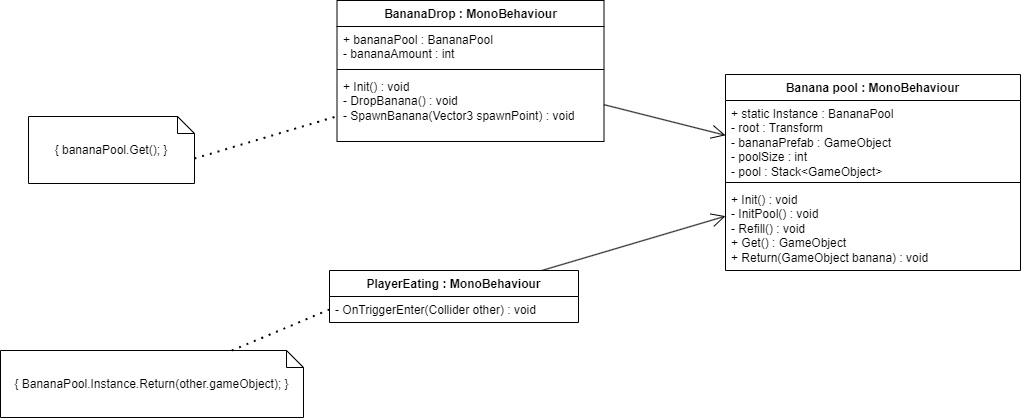 BananaDrop : MonoBehaviour
+ bananaPool : BananaPool
- bananaAmount : int
+ Init() : void
- DropBanana() : void
- SpawnBanana(Vector3 spawnPoint) : void
{ bananaPool.Get(); }
Banana pool : MonoBehaviour
+ static Instance : BananaPool
- root : Transform
- bananaPrefab : GameObject
- poolSize : int
- pool : Stack<GameObject>
+ Init() : void
- InitPool() : void
- Refill() : void
+ Get() : GameObject
+ Return(GameObject banana) : void
PlayerEating : MonoBehaviour
- OnTriggerEnter(Collider other) : void
{ BananaPool.Instance.Return(other.gameObject); }